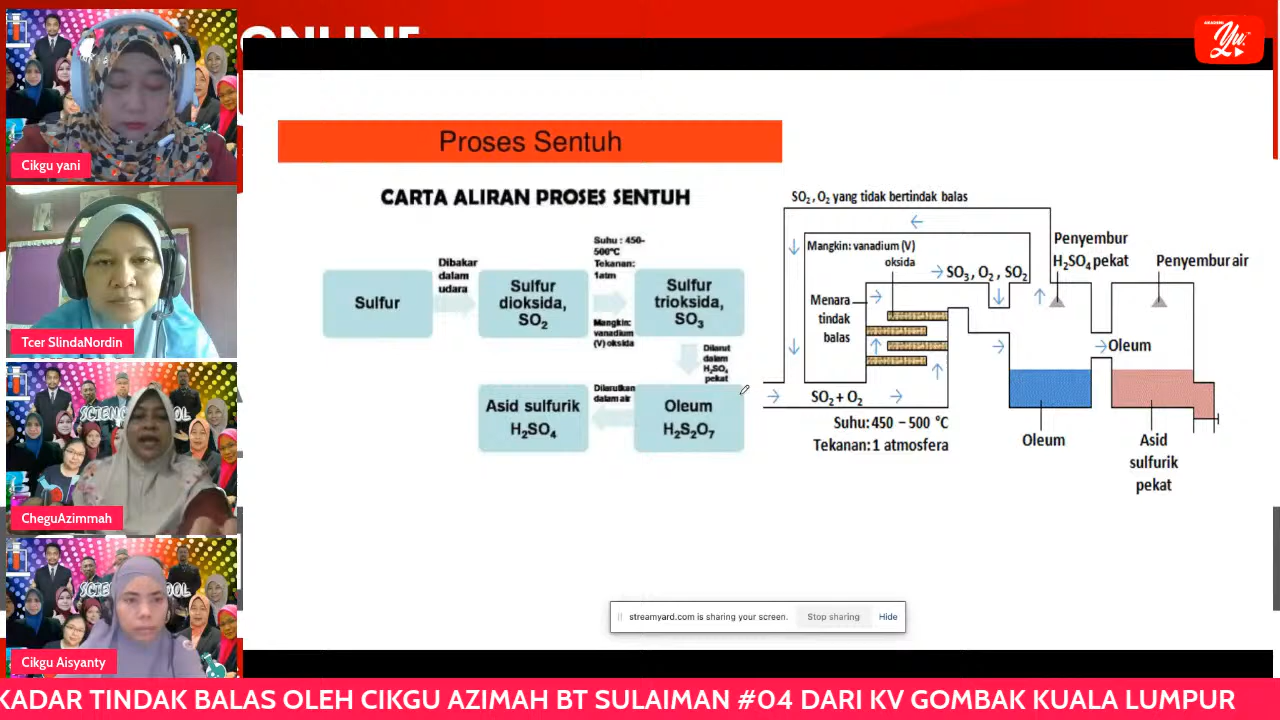 ONLINE
AKADEMI
Yu
Cikgu yani
Tcer SlindaNordin
CheguAzimmah
Cikgu Aisyanty
Proses Sentuh
CARTA ALIRAN PROSES SENTUH
Sulfur
Dibakar
dalam
udara
Sulfur
dioksida,
SO2
Suhu : 450-
500°C
Tekanan:
1atm
Mangkin:
vanadium
(V) oksida
Sulfur
trioksida,
SO3
Dilarut
dalam
H2SO4
pekat
Oleum
H2S2O7
Dilarutkan
dalam air
Asid sulfurik
H2SO4
SO2 , O2 yang tidak bertindak balas
Mangkin: vanadium (V)
oksida
SO3, O2 , SO2
Penyembur
H2SO4 pekat
Penyembur air
Menara
tindak
balas
Oleum
SO2 + O2
Suhu: 450 – 500 °C
Tekanan: 1 atmosfera
Oleum
Asid
sulfurik
pekat
streamyard.com is sharing your screen.
Stop sharing
Hide
KADAR TINDAK BALAS OLEH CIKGU AZIMAH BT SULAIMAN #04 DARI KV GOMBAK KUALA LUMPUR